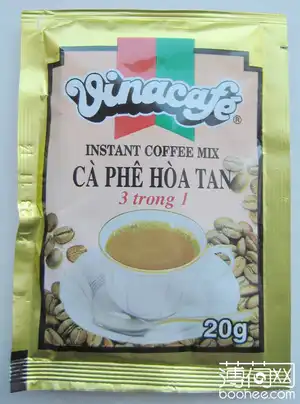 Vinacafé®
INSTANT COFFEE MIX
CÀ PHÊ HÒA TAN
3 trong 1
20g
薄荷
boohee.com